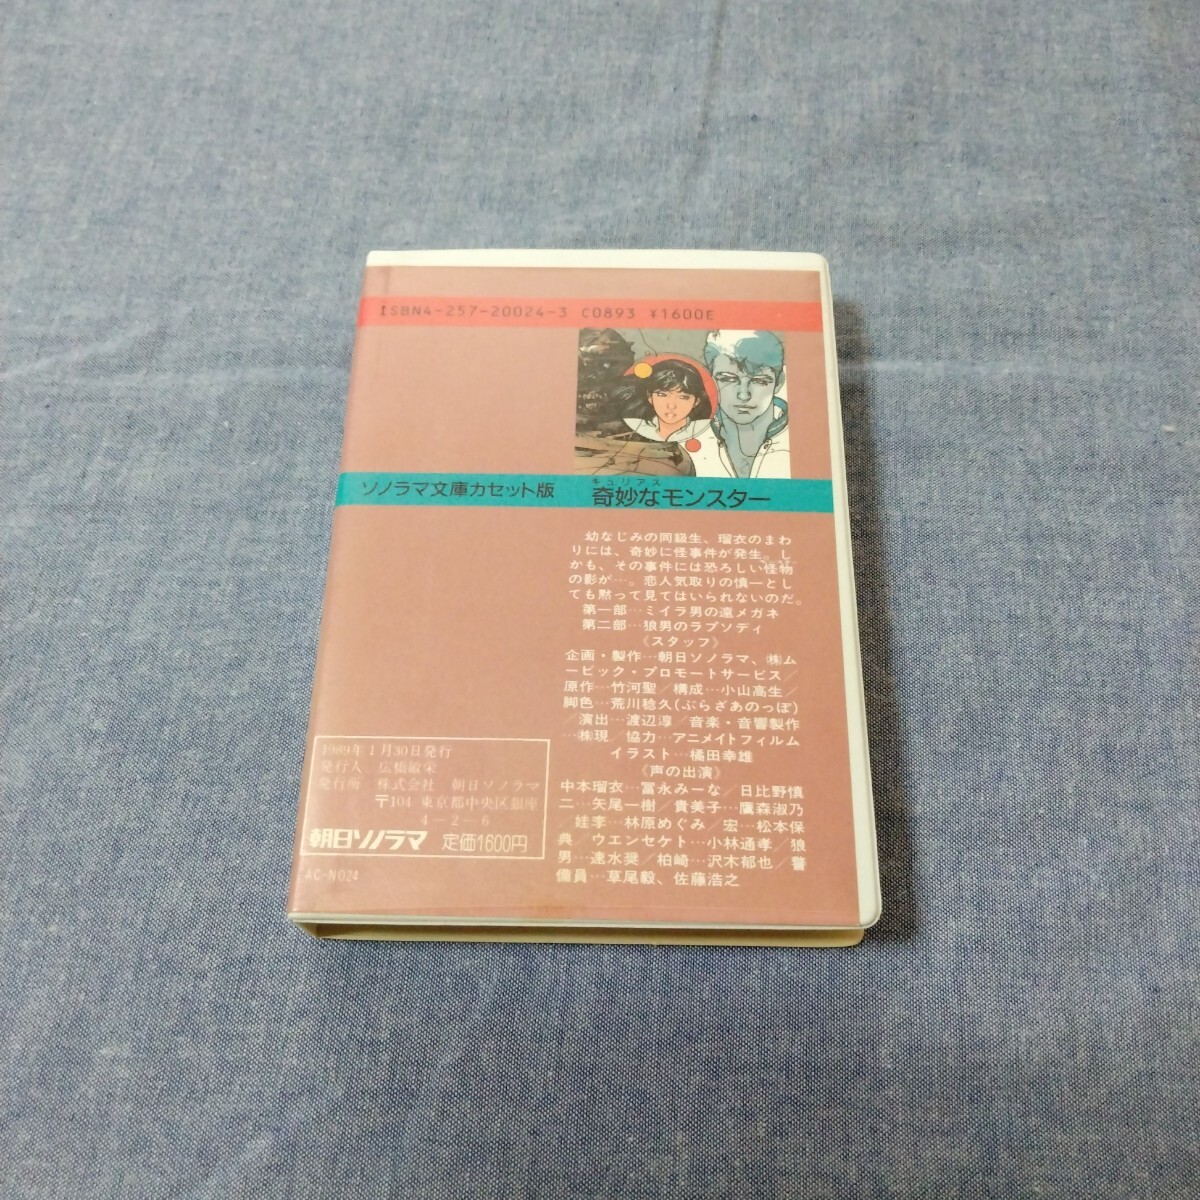 ISBN4-257-20024-3 C0893 ¥1600E
ソノラマ文庫カセット版
キュリアス
奇妙なモンスター
幼なじみの同級生、瑠衣のまわ
りには、奇妙に怪事件が発生。し
かも、その事件には恐ろしい怪物
の影が…。恋人気取りの慎一とし
ても黙って見てはいられないのだ。
第一部…ミイラ男の遠メガネ
第二部…狼男のラプソディ
《スタッフ》
企画・製作…朝日ソノラマ、㈱ム
ービック・プロモートサービス/
原作…竹河聖/構成…小山高生/
脚色…荒川稔久(ぶらざあのっぽ)
/演出…渡辺淳/音楽・音響製作
…㈱現/協力…アニメイトフィルム
イラスト…橘田幸雄
《声の出演》
中本瑠衣…冨永みーな/日比野慎
二…矢尾一樹/貴美子…鷹森淑乃
/娃李…林原めぐみ/宏…松本保
典/ウエンセケト…小林通孝/狼
男…速水奨/柏崎…沢木郁也/警
備員…草尾毅、佐藤浩之
1989年1月30日発行
発行人 広橋敏栄
発行所 株式会社 朝日ソノラマ
〒104 東京都中央区銀座
4-2-6
朝日ソノラマ 定価1600円
AC-N024